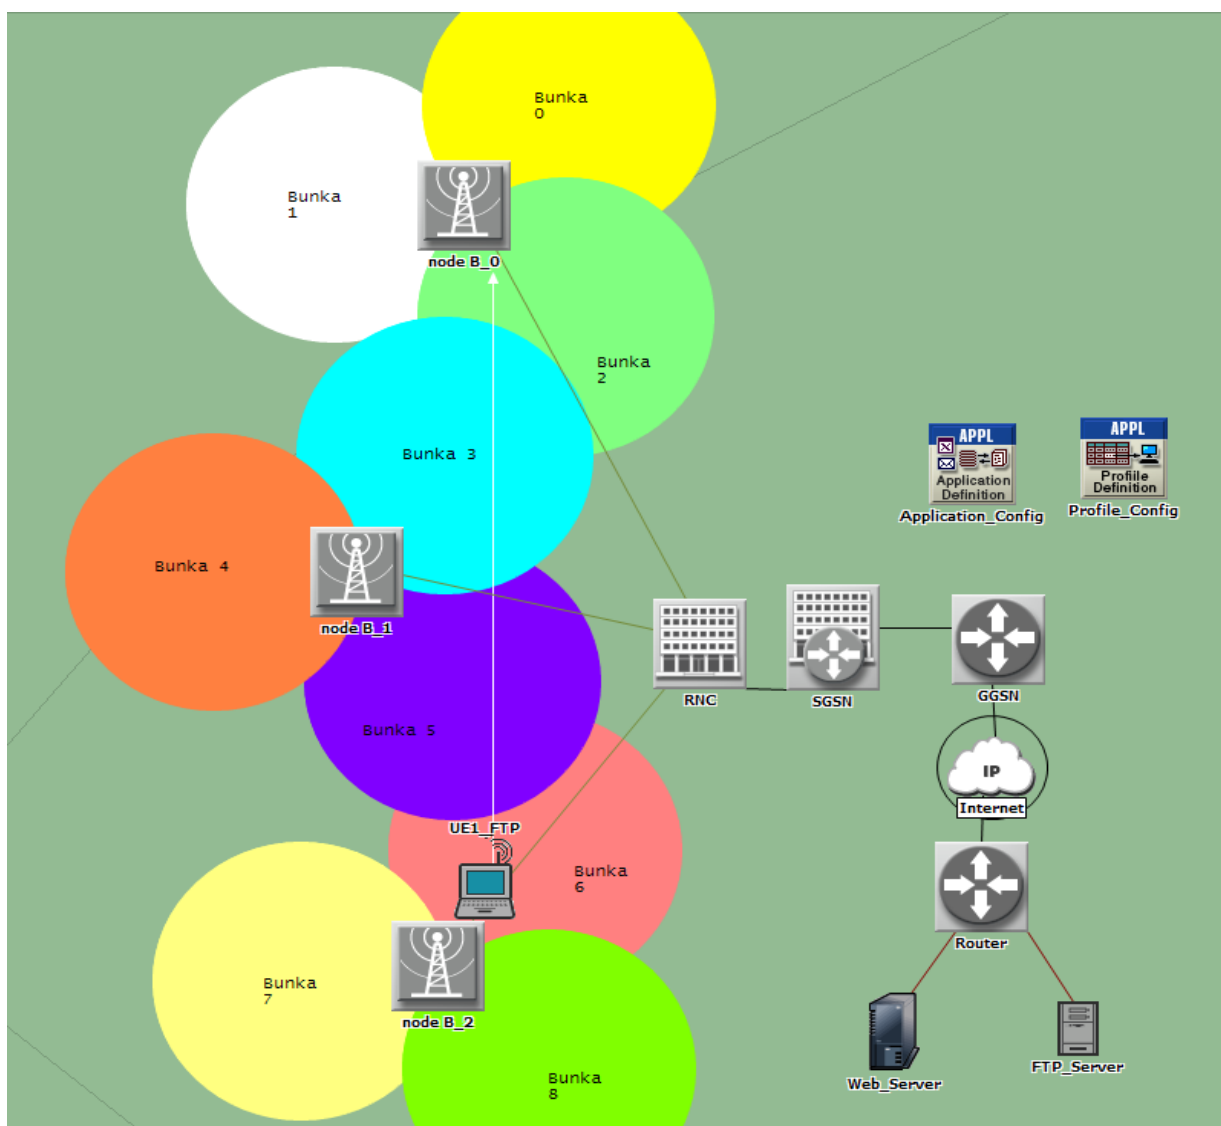 Bunka
0
Bunka
1
node B_0
Bunka
2
Bunka 3
APPL
Application
Definition
Application_Config
APPL
Profiile
Definition
Profile_Config
Bunka 4
node B_1
RNC
SGSN
GGSN
Bunka 5
IP
Internet
UE1_FTP
Bunka
6
Router
Bunka
7
node B_2
Web_Server
FTP_Server
Bunka
8